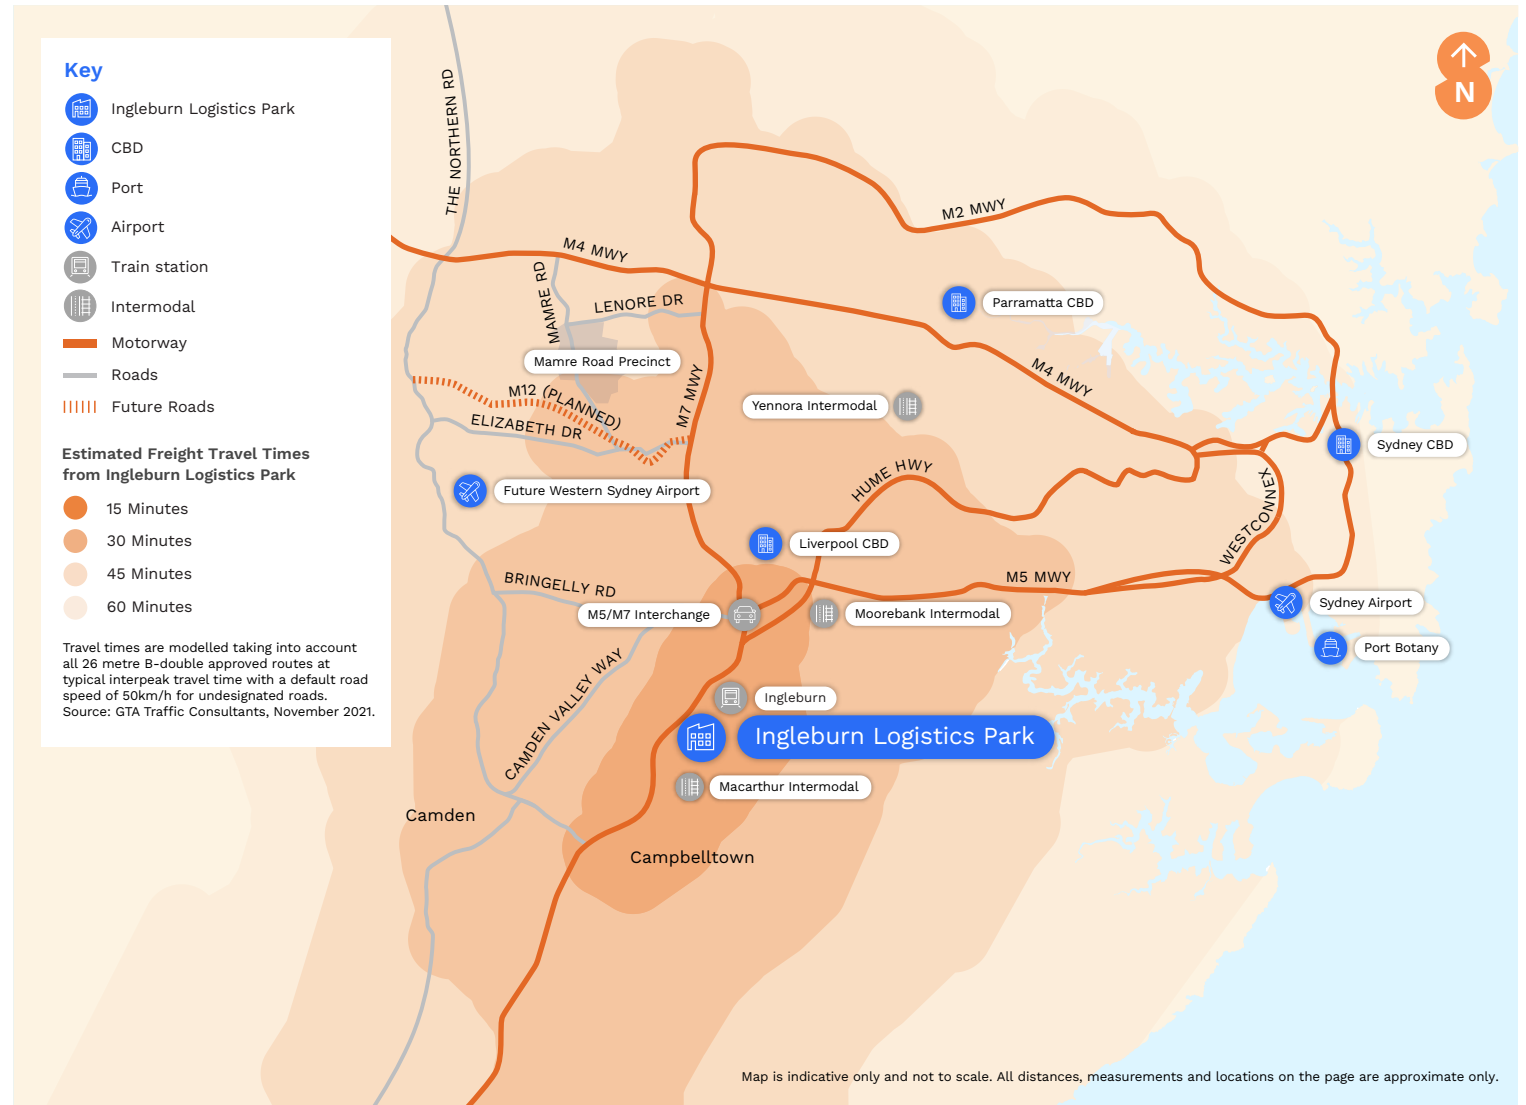 Key
Ingleburn Logistics Park
CBD
Port
Airport
Train station
Intermodal
Motorway
Roads
Future Roads
Estimated Freight Travel Times
from Ingleburn Logistics Park
15 Minutes
30 Minutes
45 Minutes
60 Minutes
Travel times are modelled taking into account
all 26 metre B-double approved routes at
typical interpeak travel time with a default road
speed of 50km/h for undesignated roads.
Source: GTA Traffic Consultants, November 2021.
N
THE NORTHERN RD
M2 MWY
M4 MWY
MAMRE RD
LENORE DR
Parramatta CBD
Mamre Road Precinct
M4 MWY
M7 MWY
M12 (PLANNED)
Yennora Intermodal
ELIZABETH DR
Sydney CBD
HUME HWY
Future Western Sydney Airport
WESTCONNEX
Liverpool CBD
BRINGELLY RD
M5 MWY
M5/M7 Interchange
Moorebank Intermodal
Sydney Airport
Port Botany
CAMDEN VALLEY WAY
Ingleburn
Ingleburn Logistics Park
Macarthur Intermodal
Camden
Campbelltown
Map is indicative only and not to scale. All distances, measurements and locations on the page are approximate only.